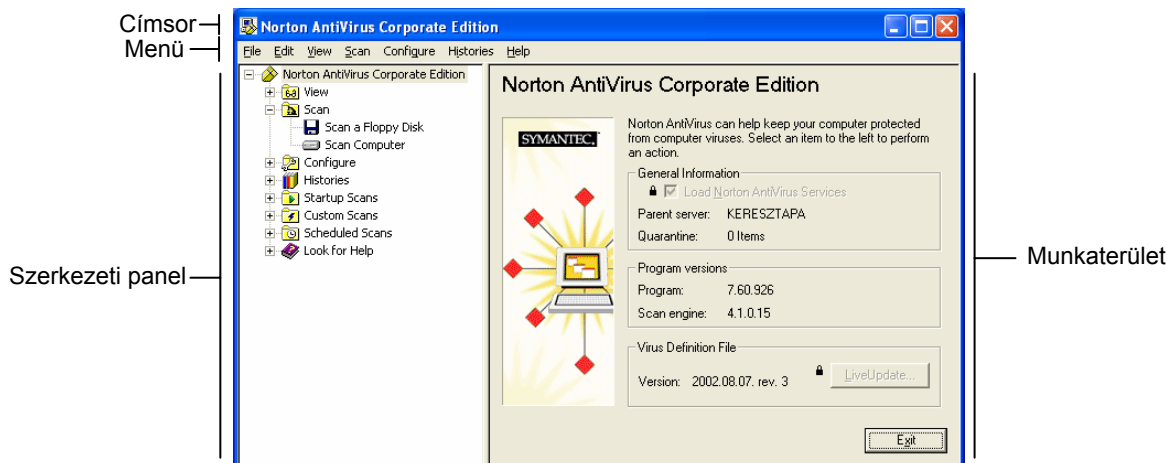 Címsor
Norton AntiVirus Corporate Edition
Menü
File Edit View Scan Configure Histories Help
Norton AntiVirus Corporate Edition
View
Scan
Scan a Floppy Disk
Scan Computer
Configure
Histories
Startup Scans
Custom Scans
Scheduled Scans
Look for Help
Szerkezeti panel
Norton AntiVirus Corporate Edition
SYMANTEC.
Norton AntiVirus can help keep your computer protected
from computer viruses. Select an item to the left to perform
an action.
General Information
Load Norton AntiVirus Services
Parent server: KERESZTAPA
Quarantine: 0 Items
Program versions
Program: 7.60.926
Scan engine: 4.1.0.15
Virus Definition File
Version: 2002.08.07. rev. 3
LiveUpdate...
Exit
Munkaterület